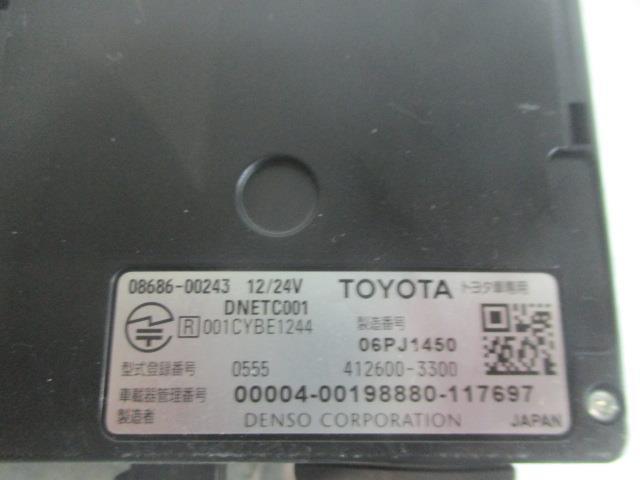 08686-00243 12/24V TOYOTA トヨタ車専用
DNETC001
R 001CYBE1244 製造番号
06PJ1450
型式登録番号 0555 412600-3300
車載器管理番号 00004-00198880-117697
製造者 DENSO CORPORATION JAPAN